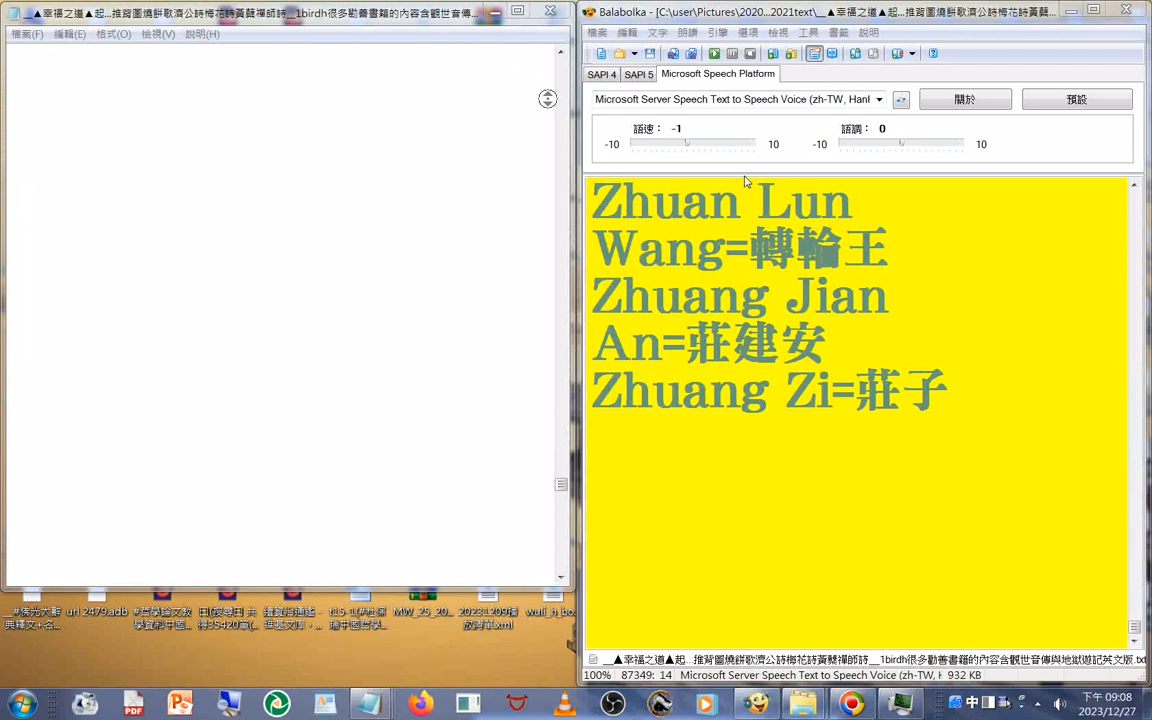 __▲幸福之道▲起...推背圖燒餅歌濟公詩梅花詩黃蘗禪師詩__1birdh很多勸善書籍的內容含觀世音傳...
檔案(F) 編輯(E) 格式(O) 檢視(V) 說明(H)
Balabolka - [C:\user\Pictures\2020...2021text\__▲幸福之道▲起...推背圖燒餅歌濟公詩梅花詩黃蘗...
檔案 編輯 文字 朗讀 引擎 選項 檢視 工具 書籤 說明
SAPI 4 SAPI 5 Microsoft Speech Platform
Microsoft Server Speech Text to Speech Voice (zh-TW, Hanl
關於 預設
語速： -1 語調： 0
-10 10 -10 10
Zhuan Lun
Wang=轉輪王
Zhuang Jian
An=莊建安
Zhuang Zi=莊子
__▲幸福之道▲起...推背圖燒餅歌濟公詩梅花詩黃蘗禪師詩__1birdh很多勸善書籍的內容含觀世音傳與地獄遊記英文版.txt
100% 87349: 14 Microsoft Server Speech Text to Speech Voice (zh-TW, H 932 KB
url 2479.adb
下午 09:08
2023/12/27